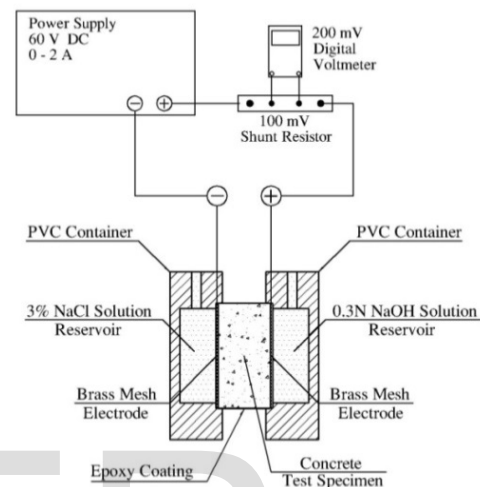 Power Supply
60 V DC
0 - 2 A
200 mV
Digital
Voltmeter
− +
100 mV
Shunt Resistor
− +
PVC Container
PVC Container
3% NaCl Solution
Reservoir
0.3N NaOH Solution
Reservoir
Brass Mesh
Electrode
Brass Mesh
Electrode
Epoxy Coating
Concrete
Test Specimen